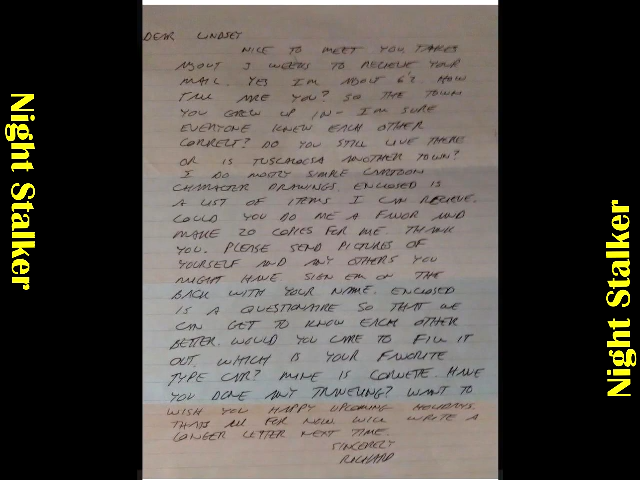 DEAR LINDSEY
NICE TO MEET YOU, TAKES
ABOUT 3 WEEKS TO RECIEVE YOUR
MAIL. YES I'M ABOUT 6'2 HOW
TALL ARE YOU? SO THE TOWN
YOU GREW UP IN - I'M SURE
EVERYONE KNEW EACH OTHER
CORRECT? DO YOU STILL LIVE THERE
OR IS TUSCALOCSA ANOTHER TOWN?
I DO MOSTLY SIMPLE CARTOON
CHARACTER DRAWINGS. ENCLOSED IS
A LIST OF ITEMS I CAN RECIEVE.
COULD YOU DO ME A FAVOR AND
MAKE 20 COPIES FOR ME THANK
YOU. PLEASE SEND PICTURES OF
YOURSELF AND ANY OTHERS YOU
MIGHT HAVE SIGN EM ON THE
BACK WITH YOUR NAME. ENCLOSED
IS A QUESTIONAIRE SO THAT WE
CAN GET TO KNOW EACH OTHER
BETTER. WOULD YOU CARE TO FILL IT
OUT. WHICH IS YOUR FAVORITE
TYPE CAR? MINE IS CORVETTE. HAVE
YOU DONE ANY TRAVELING? WANT TO
WISH YOU HAPPY UPCOMING HOLIDAYS.
THATS ALL FOR NOW WILL WRITE A
LONGER LETTER NEXT TIME.
SINCERELY
RICHARD
Night Stalker
Night Stalker